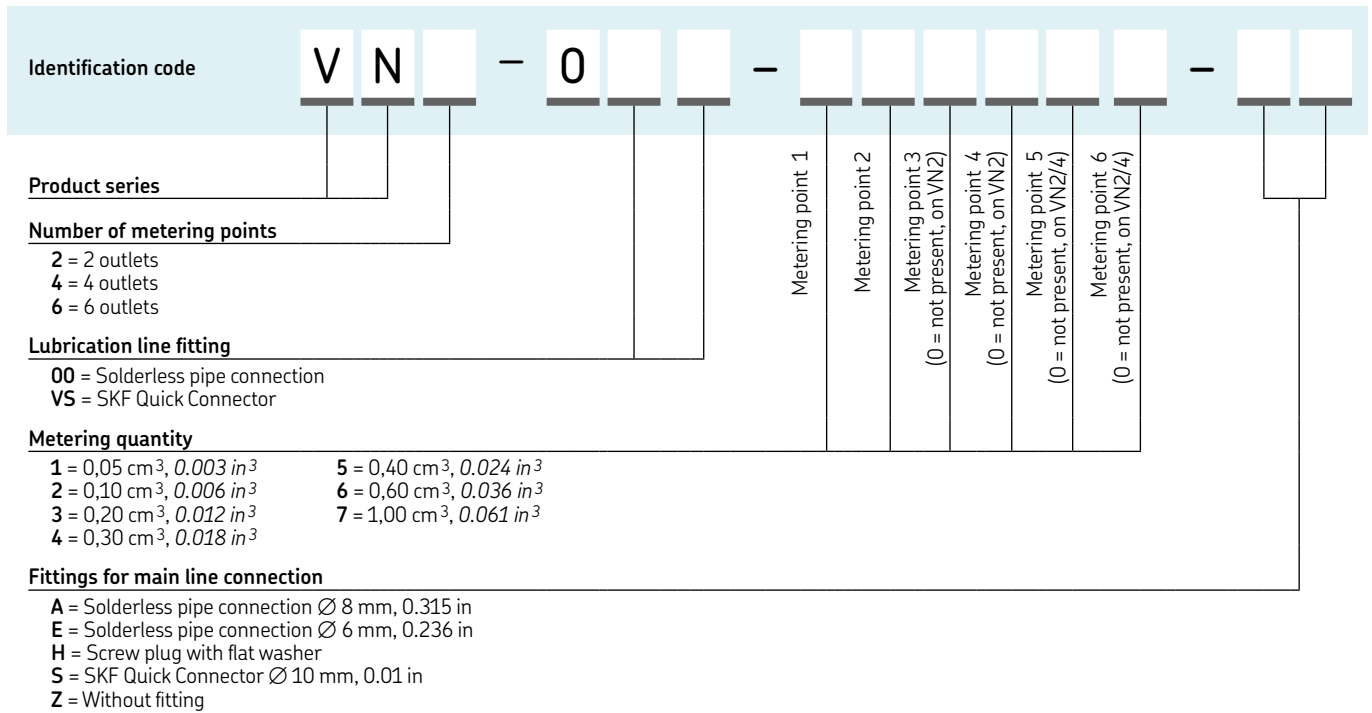 Identification code V N – 0 – –
Product series
Number of metering points
2 = 2 outlets
4 = 4 outlets
6 = 6 outlets
Lubrication line fitting
00 = Solderless pipe connection
VS = SKF Quick Connector
Metering point 1
Metering point 2
Metering point 3
(0 = not present, on VN2)
Metering point 4
(0 = not present, on VN2)
Metering point 5
(0 = not present, on VN2/4)
Metering point 6
(0 = not present, on VN2/4)
Metering quantity
1 = 0,05 cm³, 0.003 in³ 5 = 0,40 cm³, 0.024 in³
2 = 0,10 cm³, 0.006 in³ 6 = 0,60 cm³, 0.036 in³
3 = 0,20 cm³, 0.012 in³ 7 = 1,00 cm³, 0.061 in³
4 = 0,30 cm³, 0.018 in³
Fittings for main line connection
A = Solderless pipe connection ∅ 8 mm, 0.315 in
E = Solderless pipe connection ∅ 6 mm, 0.236 in
H = Screw plug with flat washer
S = SKF Quick Connector ∅ 10 mm, 0.01 in
Z = Without fitting